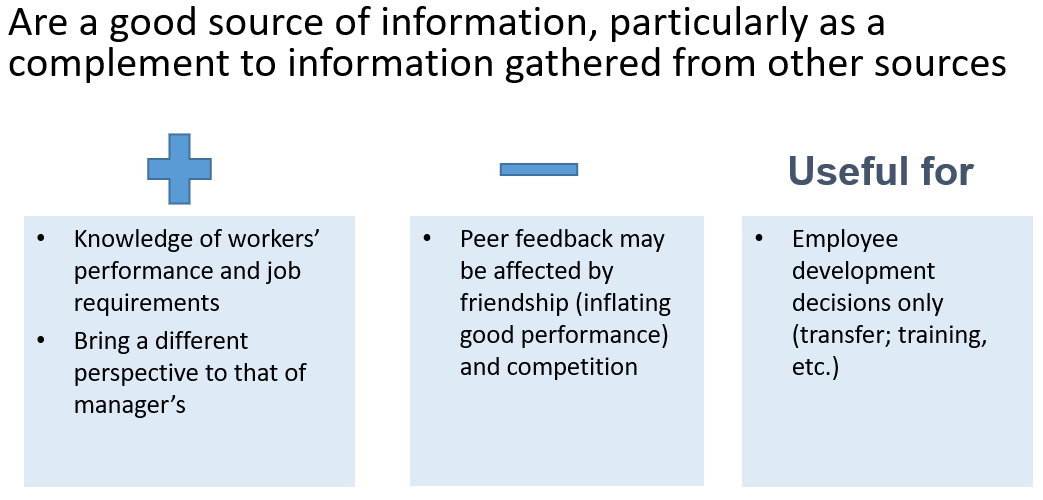 Are a good source of information, particularly as a
complement to information gathered from other sources
Useful for
• Knowledge of workers’
performance and job
requirements
• Bring a different
perspective to that of
manager’s
• Peer feedback may
be affected by
friendship (inflating
good performance)
and competition
• Employee
development
decisions only
(transfer; training,
etc.)